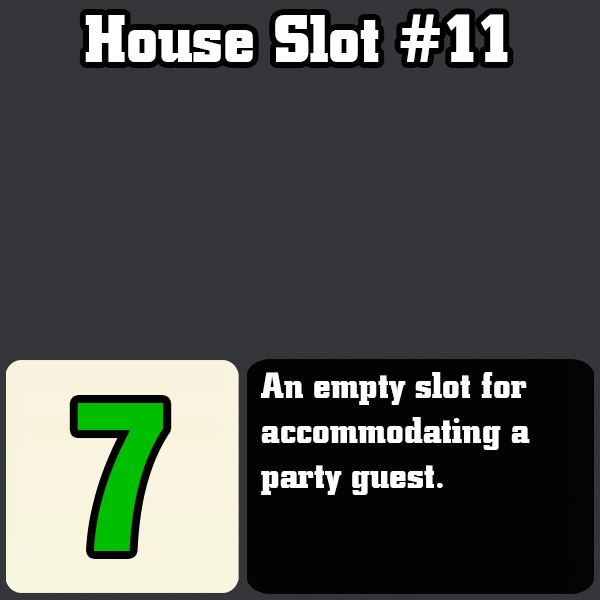 House Slot #11
7
An empty slot for
accommodating a
party guest.